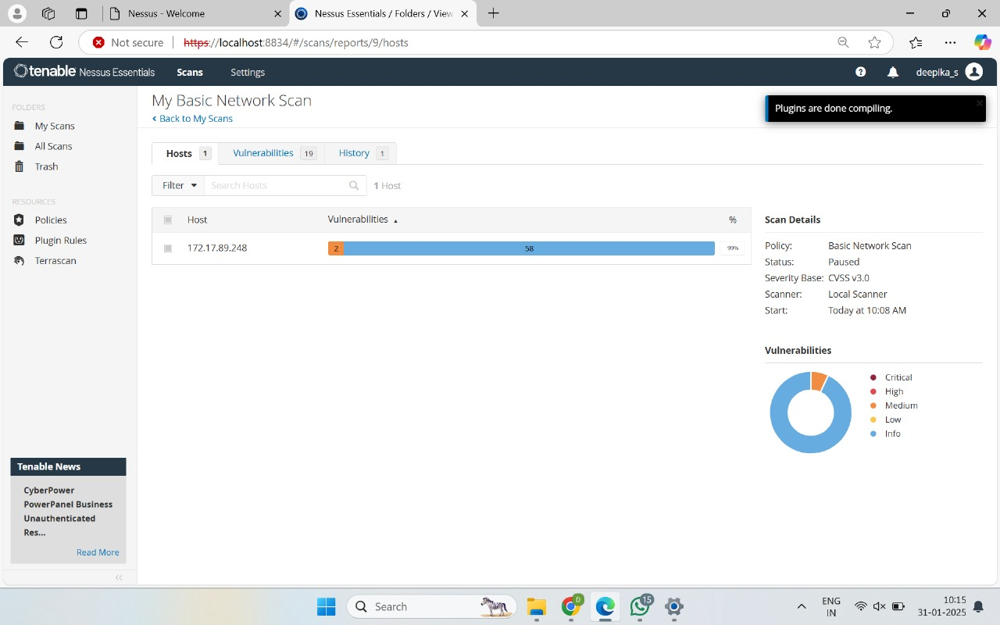 Nessus - Welcome
Nessus Essentials / Folders / View
Not secure
https://localhost:8834/#/scans/reports/9/hosts
tenable Nessus Essentials
Scans
Settings
deepika_s
FOLDERS
My Scans
All Scans
Trash
RESOURCES
Policies
Plugin Rules
Terrascan
My Basic Network Scan
Back to My Scans
Plugins are done compiling.
Hosts 1
Vulnerabilities 19
History 1
Filter
Search Hosts
1 Host
Host Vulnerabilities %
172.17.89.248 2 58 99%
Scan Details
Policy: Basic Network Scan
Status: Paused
Severity Base: CVSS v3.0
Scanner: Local Scanner
Start: Today at 10:08 AM
Vulnerabilities
Critical
High
Medium
Low
Info
Tenable News
CyberPower
PowerPanel Business
Unauthenticated
Res...
Read More
Search
0
15
ENG
IN
10:15
31-01-2025